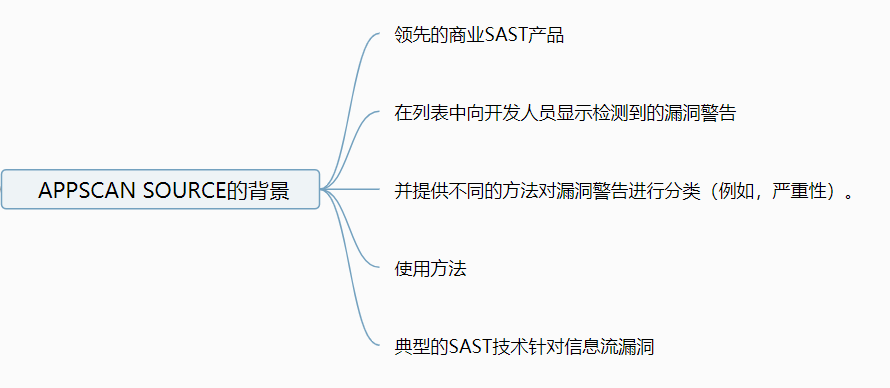 领先的商业SAST产品
在列表中向开发人员显示检测到的漏洞警告
APPSCAN SOURCE的背景
并提供不同的方法对漏洞警告进行分类（例如，严重性）。
使用方法
典型的SAST技术针对信息流漏洞